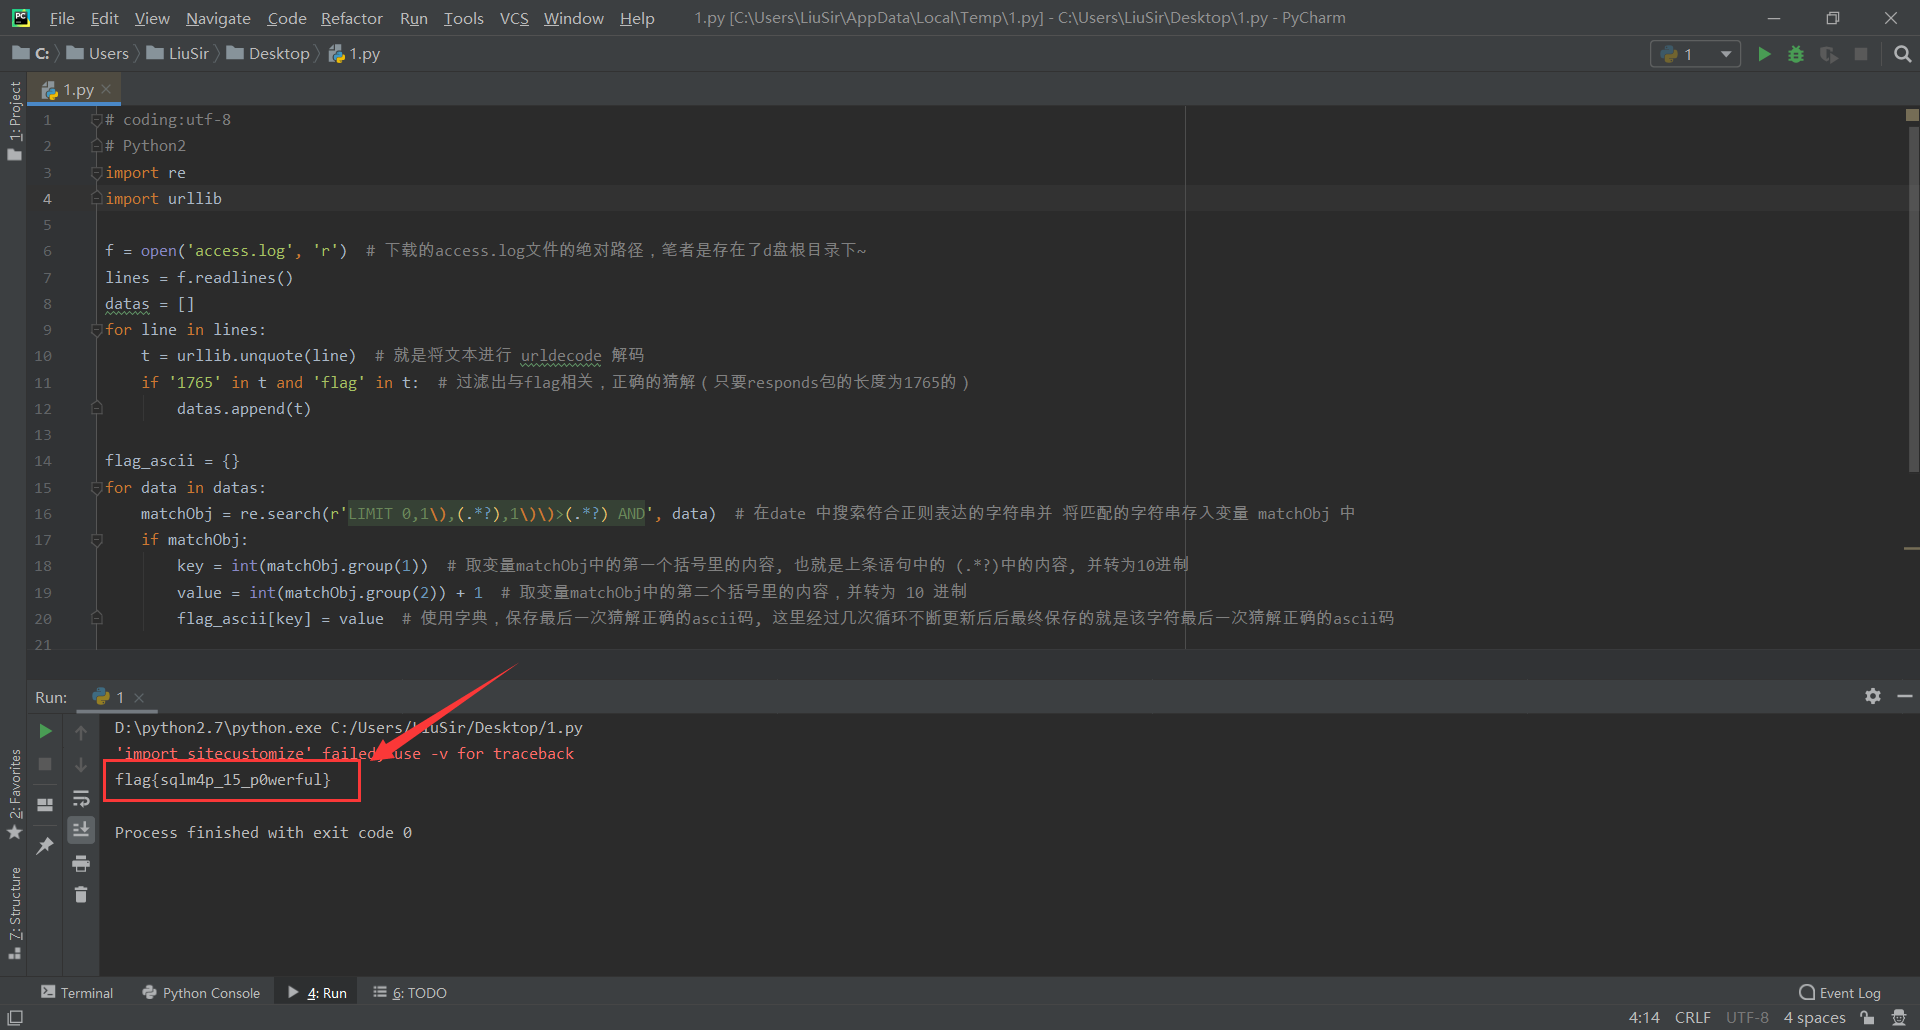 File Edit View Navigate Code Refactor Run Tools VCS Window Help 1.py [C:\Users\LiuSir\AppData\Local\Temp\1.py] - C:\Users\LiuSir\Desktop\1.py - PyCharm
C: Users LiuSir Desktop 1.py
1
1.py
1: Project
1 # coding:utf-8
2 # Python2
3 import re
4 import urllib
5
6 f = open('access.log', 'r')  # 下载的access.log文件的绝对路径，笔者是存在了d盘根目录下~
7 lines = f.readlines()
8 datas = []
9 for line in lines:
10     t = urllib.unquote(line)  # 就是将文本进行 urldecode 解码
11     if '1765' in t and 'flag' in t:  # 过滤出与flag相关，正确的猜解（只要responds包的长度为1765的）
12         datas.append(t)
13
14 flag_ascii = {}
15 for data in datas:
16     matchObj = re.search(r'LIMIT 0,1\),(.*?),1\)\)>(.*?) AND', data)  # 在date 中搜索符合正则表达的字符串并 将匹配的字符串存入变量 matchObj 中
17     if matchObj:
18         key = int(matchObj.group(1))  # 取变量matchObj中的第一个括号里的内容, 也就是上条语句中的 (.*?)中的内容, 并转为10进制
19         value = int(matchObj.group(2)) + 1  # 取变量matchObj中的第二个括号里的内容，并转为 10 进制
20         flag_ascii[key] = value  # 使用字典，保存最后一次猜解正确的ascii码, 这里经过几次循环不断更新后后最终保存的就是该字符最后一次猜解正确的ascii码
21
Run: 1
D:\python2.7\python.exe C:/Users/LiuSir/Desktop/1.py
'import sitecustomize' failed; use -v for traceback
flag{sqlm4p_15_p0werful}
Process finished with exit code 0
2: Favorites
7: Structure
Terminal Python Console 4: Run 6: TODO Event Log
4:14 CRLF UTF-8 4 spaces